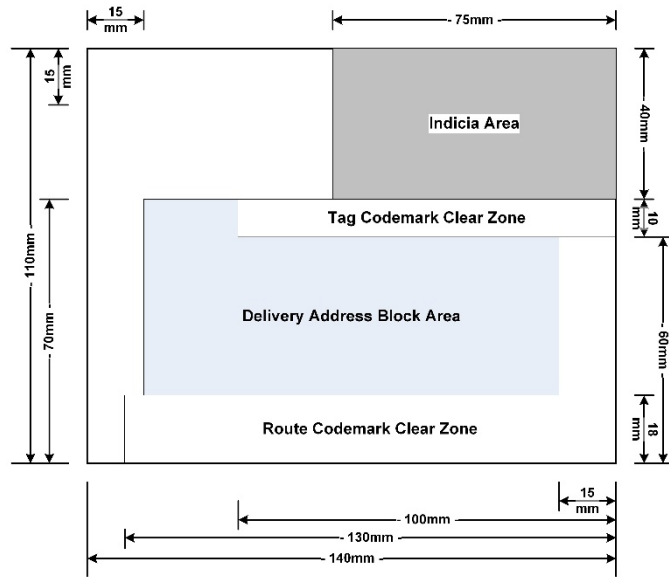 15
mm
- 75mm -
15
mm
Indicia Area
- 40mm -
Tag Codemark Clear Zone
10
mm
- 110mm -
- 70mm -
Delivery Address Block Area
- 60mm -
Route Codemark Clear Zone
18
mm
15
mm
- 100mm -
- 130mm -
- 140mm -